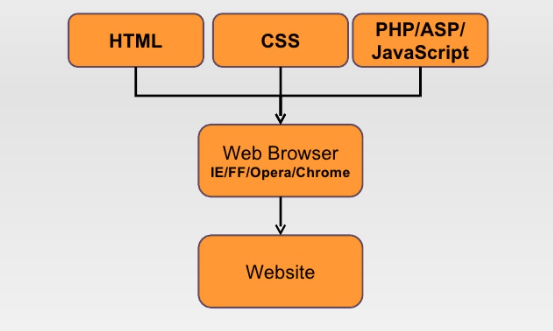 HTML
CSS
PHP/ASP/
JavaScript
Web Browser
IE/FF/Opera/Chrome
Website